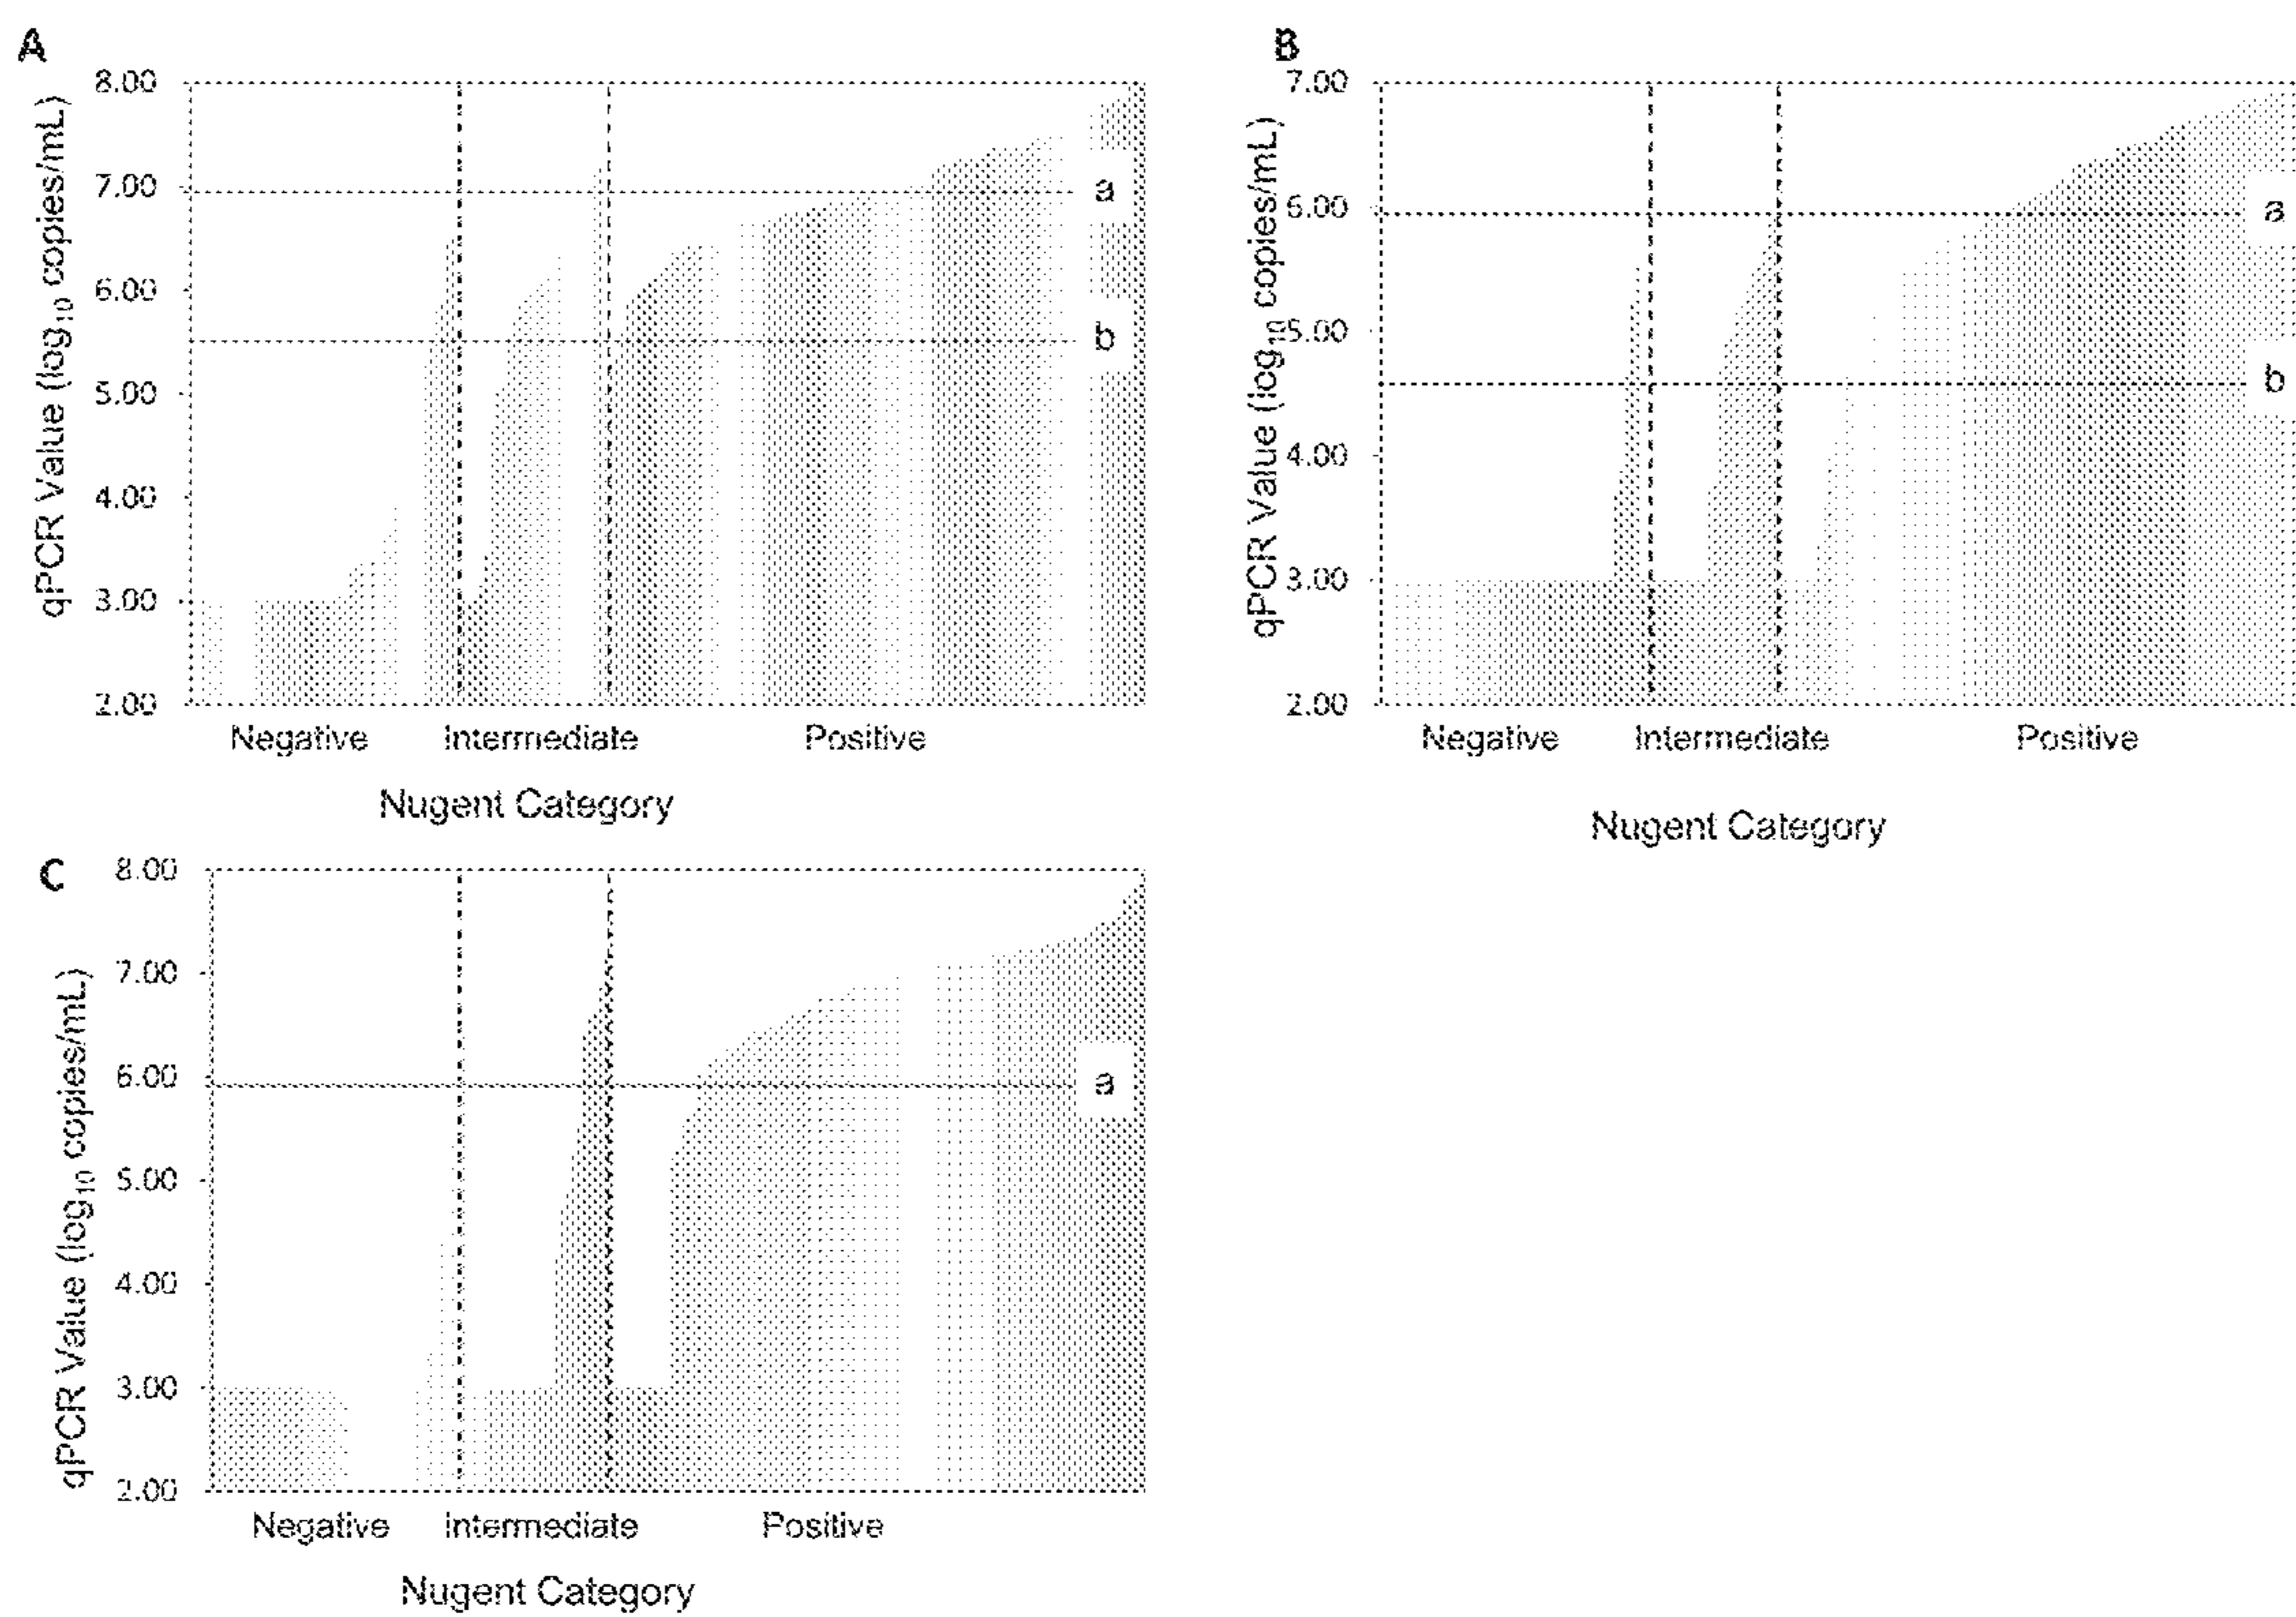 A
qPCR Value (log10 copies/mL)
8.00
7.00
6.00
5.00
4.00
3.00
2.00
a
b
Negative Intermediate Positive
Nugent Category
B
qPCR Value (log10 copies/mL)
7.00
6.00
5.00
4.00
3.00
2.00
a
b
Negative Intermediate Positive
Nugent Category
C
qPCR Value (log10 copies/mL)
8.00
7.00
6.00
5.00
4.00
3.00
2.00
a
Negative Intermediate Positive
Nugent Category